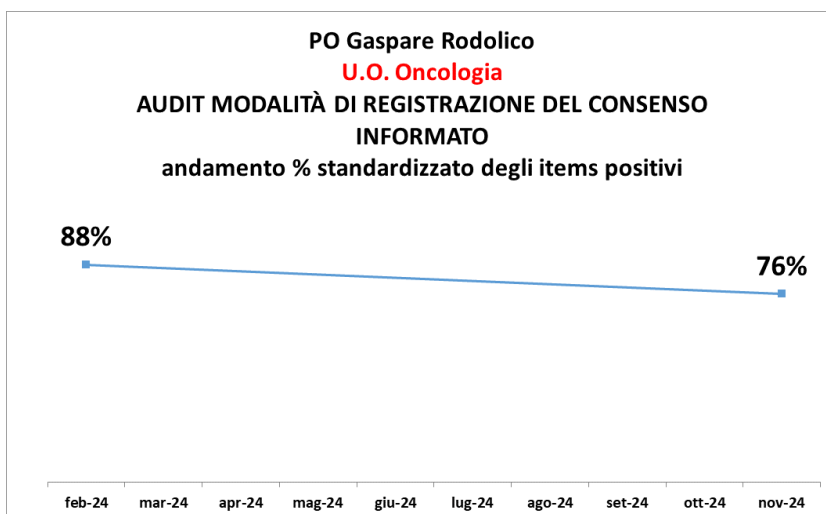 PO Gaspare Rodolico
U.O. Oncologia
AUDIT MODALITÀ DI REGISTRAZIONE DEL CONSENSO
INFORMATO
andamento % standardizzato degli items positivi
88%
76%
feb-24 mar-24 apr-24 mag-24 giu-24 lug-24 ago-24 set-24 ott-24 nov-24